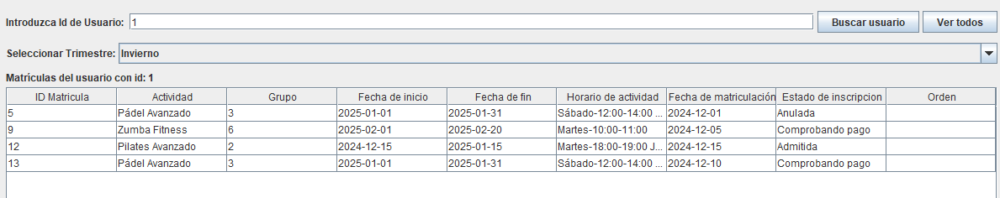 Introduzca Id de Usuario: 1 Buscar usuario Ver todos
Seleccionar Trimestre: Invierno
Matrículas del usuario con id: 1
ID Matricula Actividad Grupo Fecha de inicio Fecha de fin Horario de actividad Fecha de matriculación Estado de inscripcion Orden
5 Pádel Avanzado 3 2025-01-01 2025-01-31 Sábado-12:00-14:00 ... 2024-12-01 Anulada
9 Zumba Fitness 6 2025-02-01 2025-02-20 Martes-10:00-11:00 2024-12-05 Comprobando pago
12 Pilates Avanzado 2 2024-12-15 2025-01-15 Martes-18:00-19:00 J... 2024-12-15 Admitida
13 Pádel Avanzado 3 2025-01-01 2025-01-31 Sábado-12:00-14:00 ... 2024-12-10 Comprobando pago